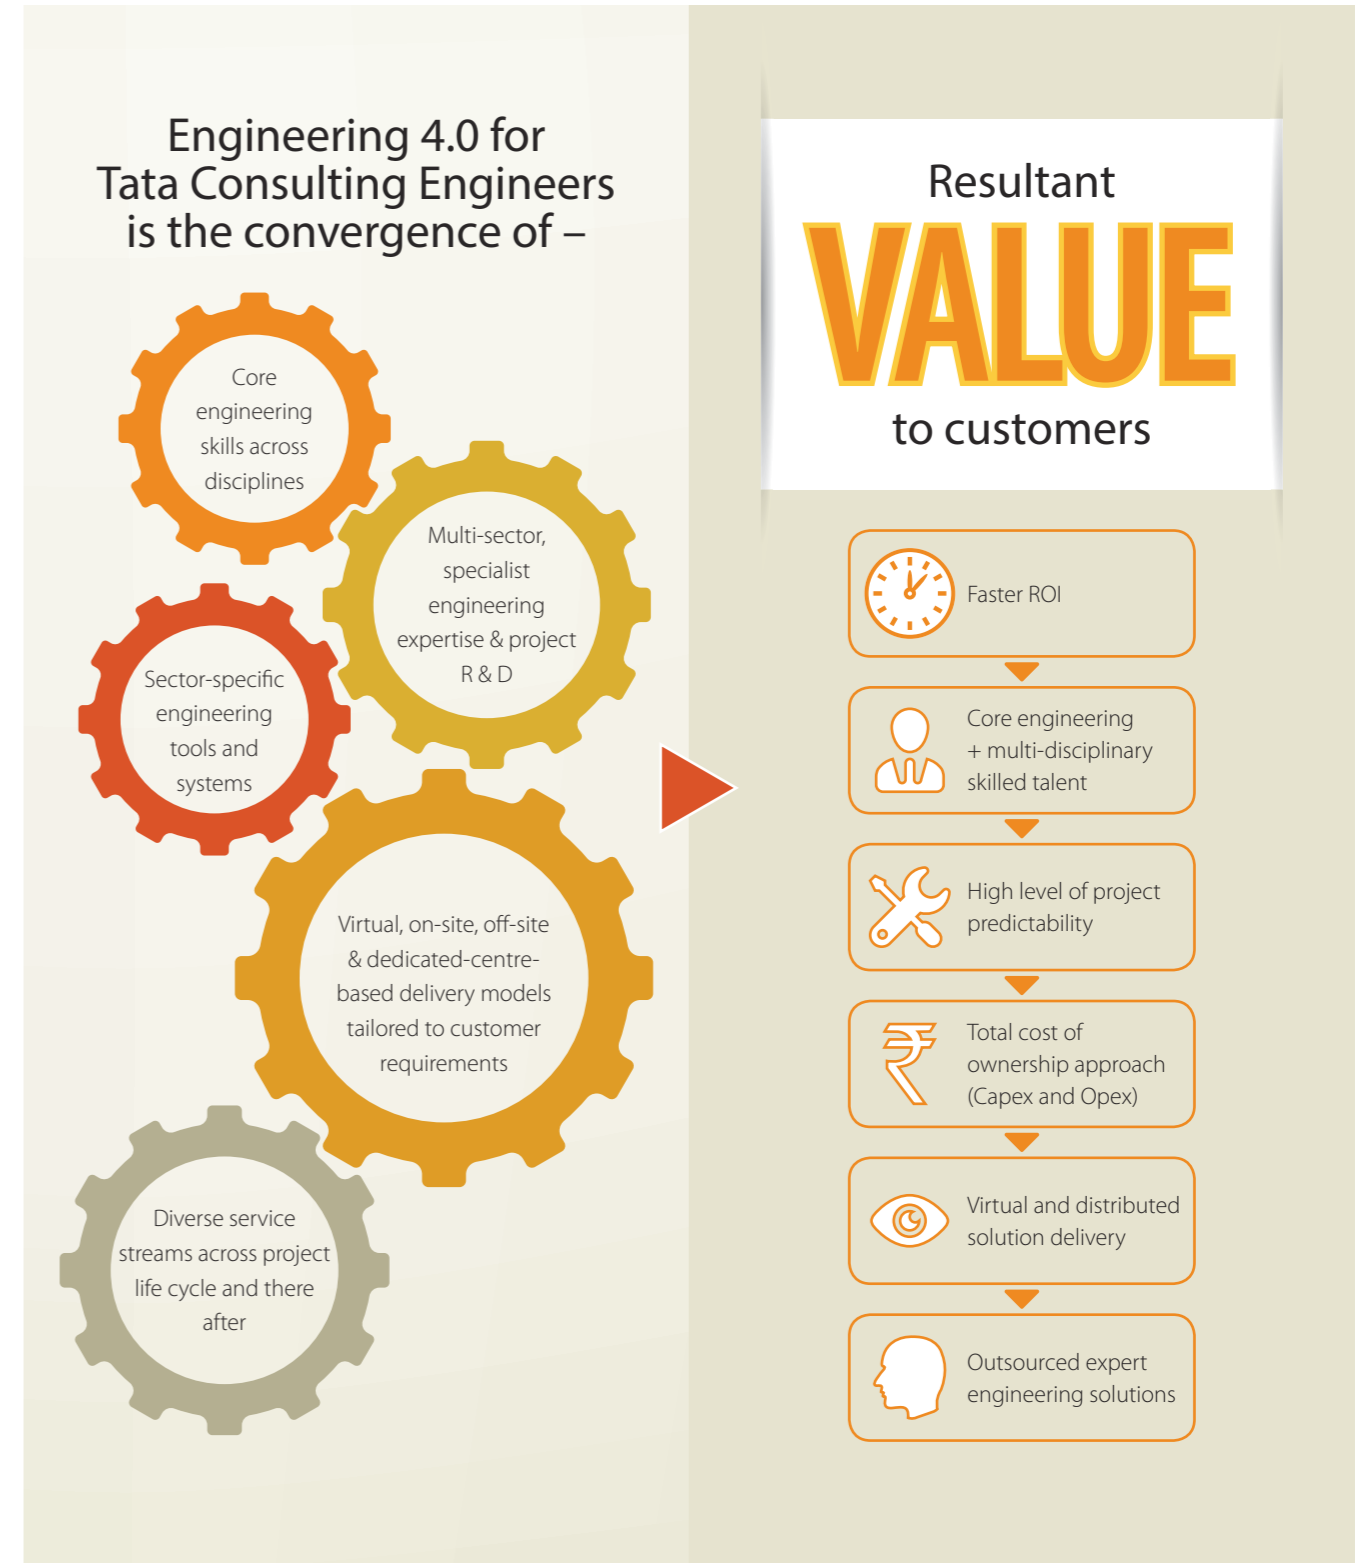 Engineering 4.0 for
Tata Consulting Engineers
is the convergence of –
Core
engineering
skills across
disciplines
Multi-sector,
specialist
engineering
expertise & project
R & D
Sector-specific
engineering
tools and
systems
Virtual, on-site, off-site
& dedicated-centre-
based delivery models
tailored to customer
requirements
Diverse service
streams across project
life cycle and there
after
Resultant
VALUE
to customers
Faster ROI
Core engineering
+ multi-disciplinary
skilled talent
High level of project
predictability
Total cost of
ownership approach
(Capex and Opex)
Virtual and distributed
solution delivery
Outsourced expert
engineering solutions